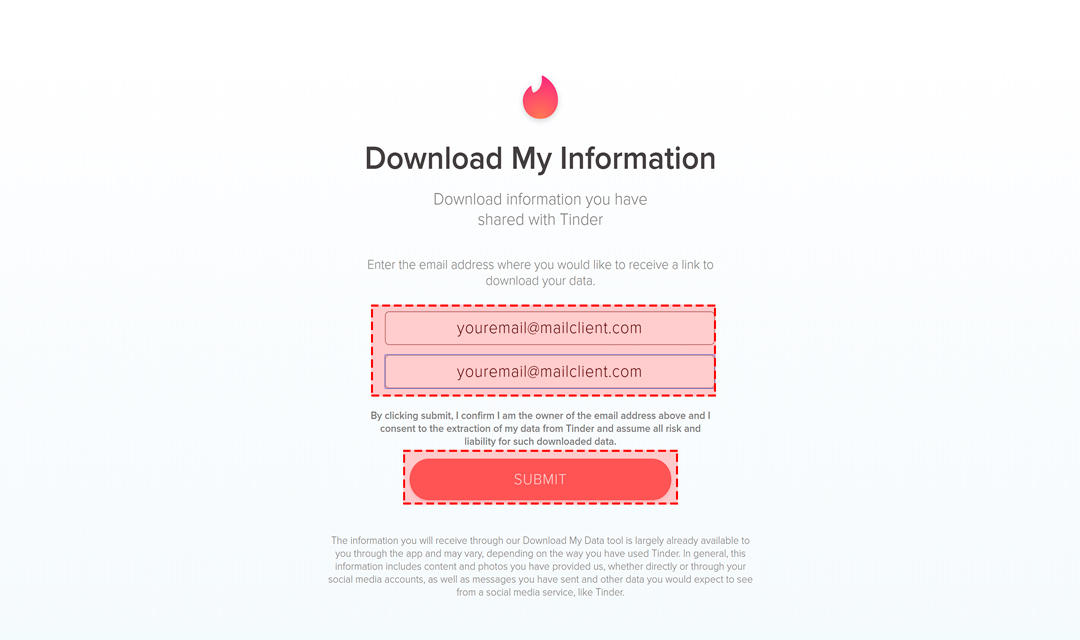 Download My Information
Download information you have
shared with Tinder
Enter the email address where you would like to receive a link to
download your data.
youremail@mailclient.com
youremail@mailclient.com
By clicking submit, I confirm I am the owner of the email address above and I
consent to the extraction of my data from Tinder and assume all risk and
liability for such downloaded data.
SUBMIT
The information you will receive through our Download My Data tool is largely already available to
you through the app and may vary, depending on the way you have used Tinder. In general, this
information includes content and photos you have provided us, whether directly or through your
social media accounts, as well as messages you have sent and other data you would expect to see
from a social media service, like Tinder.